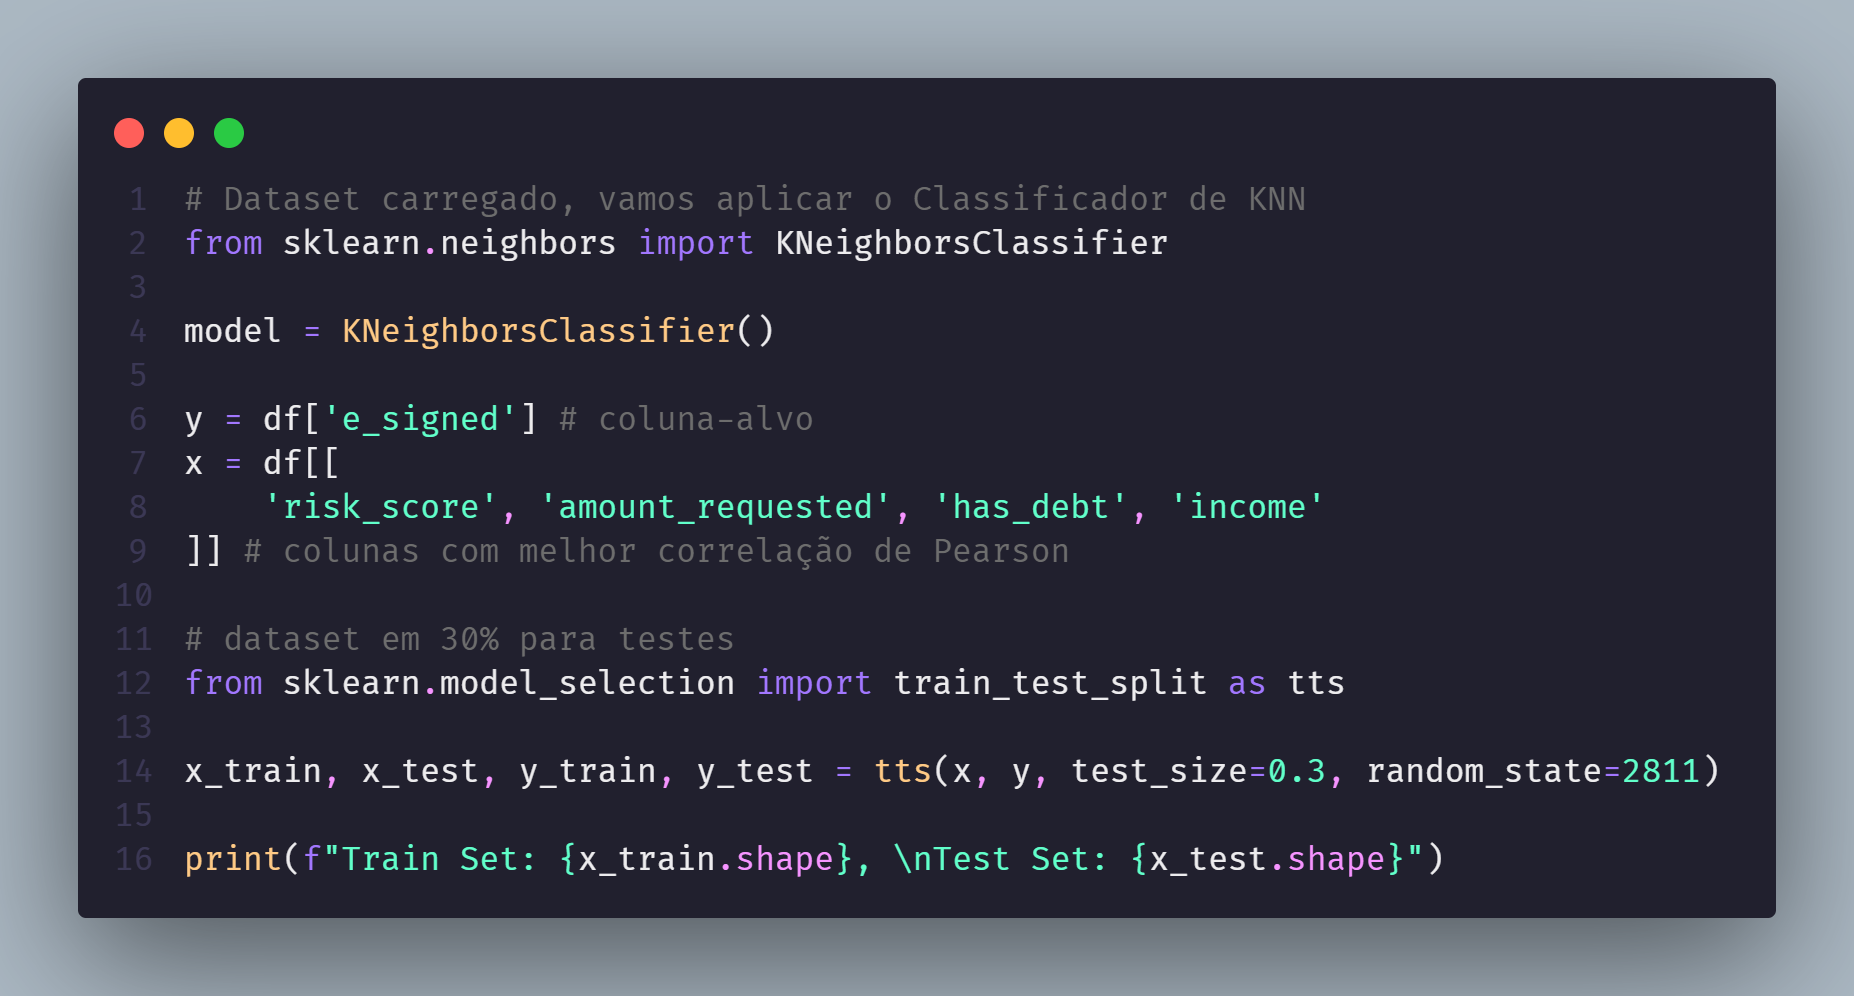 1 # Dataset carregado, vamos aplicar o Classificador de KNN
2 from sklearn.neighbors import KNeighborsClassifier
3
4 model = KNeighborsClassifier()
5
6 y = df['e_signed'] # coluna-alvo
7 x = df[[
8     'risk_score', 'amount_requested', 'has_debt', 'income'
9 ]] # colunas com melhor correlação de Pearson
10
11 # dataset em 30% para testes
12 from sklearn.model_selection import train_test_split as tts
13
14 x_train, x_test, y_train, y_test = tts(x, y, test_size=0.3, random_state=2811)
15
16 print(f"Train Set: {x_train.shape}, \nTest Set: {x_test.shape}")